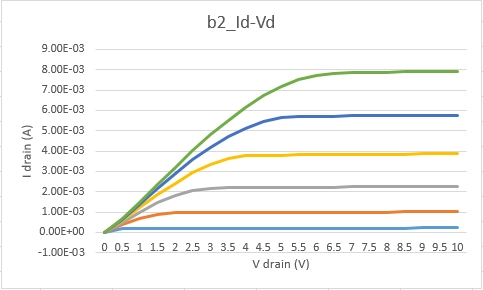 b2_Id-Vd
9.00E-03
8.00E-03
7.00E-03
6.00E-03
5.00E-03
4.00E-03
3.00E-03
2.00E-03
1.00E-03
0.00E+00
-1.00E-03
I drain (A)
0 0.5 1 1.5 2 2.5 3 3.5 4 4.5 5 5.5 6 6.5 7 7.5 8 8.5 9 9.5 10
V drain (V)